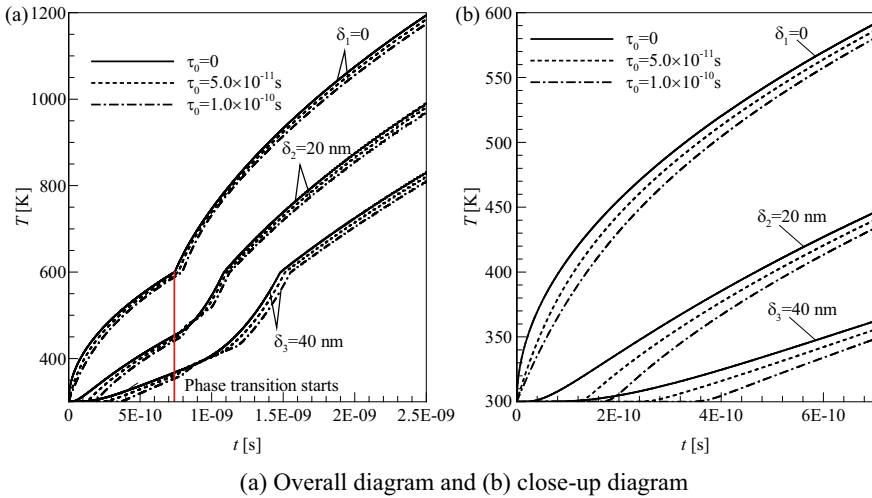 (a)
1200
1000
800
600
400
T [K]
τ₀=0
τ₀=5.0×10⁻¹¹s
τ₀=1.0×10⁻¹⁰s
δ₁=0
δ₂=20 nm
δ₃=40 nm
Phase transition starts
0
5E-10
1E-09
1.5E-09
2E-09
2.5E-09
t [s]
(b)
600
550
500
450
400
350
300
T [K]
τ₀=0
τ₀=5.0×10⁻¹¹s
τ₀=1.0×10⁻¹⁰s
δ₁=0
δ₂=20 nm
δ₃=40 nm
0
2E-10
4E-10
6E-10
t [s]
(a) Overall diagram and (b) close-up diagram